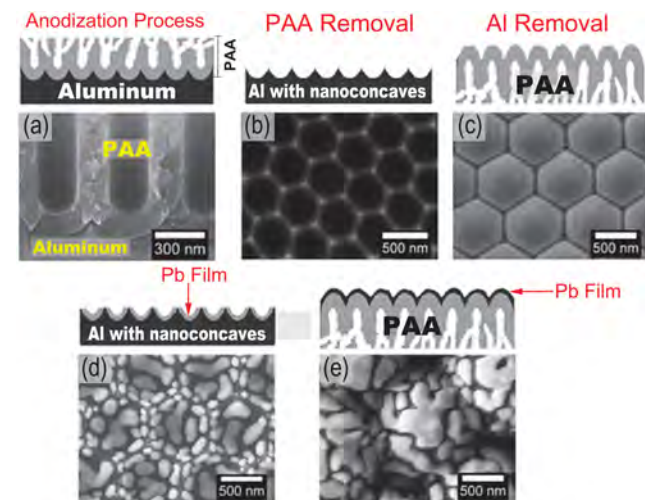 Anodization Process
PAA Removal
Al Removal
PAA
Aluminum
Al with nanoconcaves
PAA
(a)
PAA
Aluminum
300 nm
(b)
500 nm
(c)
500 nm
Pb Film
Al with nanoconcaves
Pb Film
PAA
(d)
500 nm
(e)
500 nm